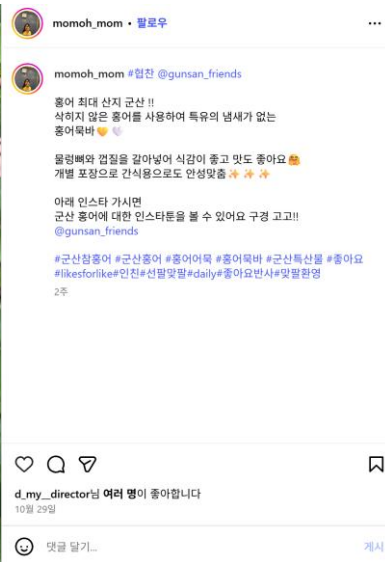 momoh_mom • 팔로우
momoh_mom #협찬 @gunsan_friends
홍어 최대 산지 군산 !!
삭히지 않은 홍어를 사용하여 특유의 냄새가 없는
홍어묵바🧡🤍
물렁뼈와 껍질을 갈아넣어 식감이 좋고 맛도 좋아요🤗
개별 포장으로 간식용으로도 안성맞춤✨ ✨ ✨
아래 인스타 가시면
군산 홍어에 대한 인스타툰을 볼 수 있어요 구경 고고!!
@gunsan_friends
#군산참홍어 #군산홍어 #홍어어묵 #홍어묵바 #군산특산물 #좋아요
#likesforlike#인친#선팔맞팔#daily#좋아요반사#맞팔환영
2주
d_my__director님 여러 명이 좋아합니다
10월 29일
댓글 달기...
게시